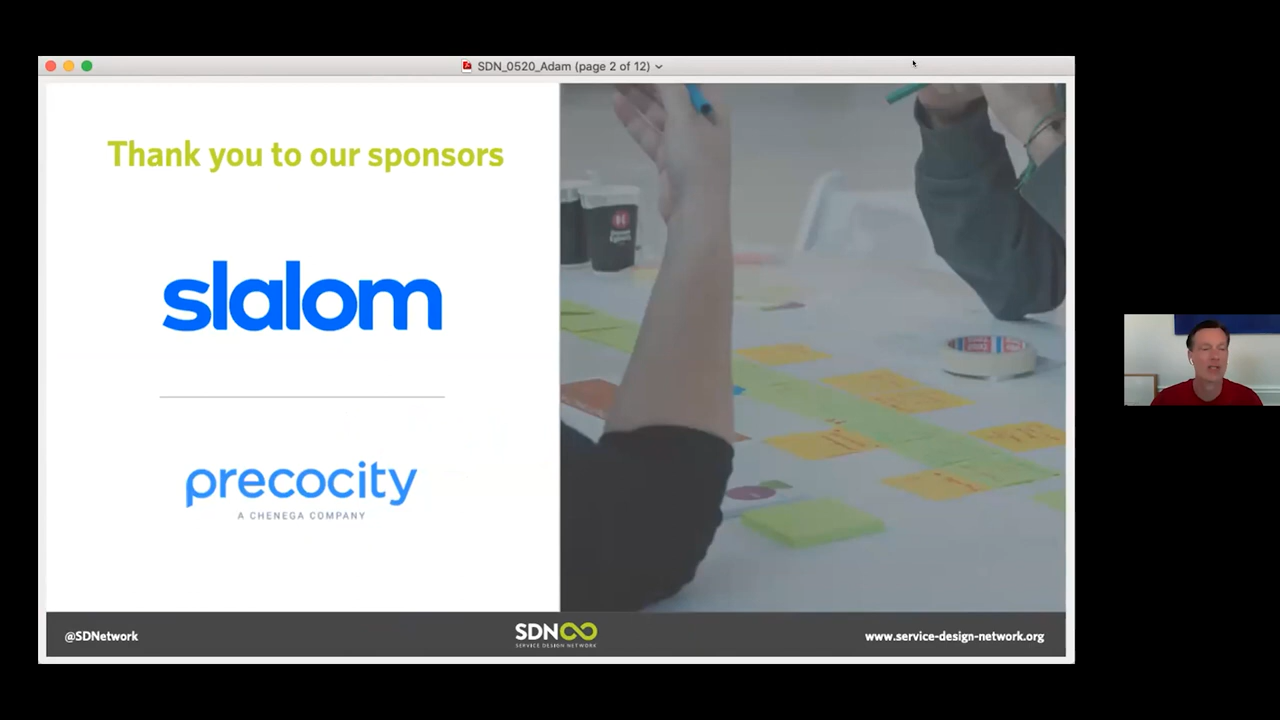 SDN_0520_Adam (page 2 of 12)
Thank you to our sponsors
slalom
precocity
A CHENEGA COMPANY
@SDNetwork
SDN
SERVICE DESIGN NETWORK
www.service-design-network.org